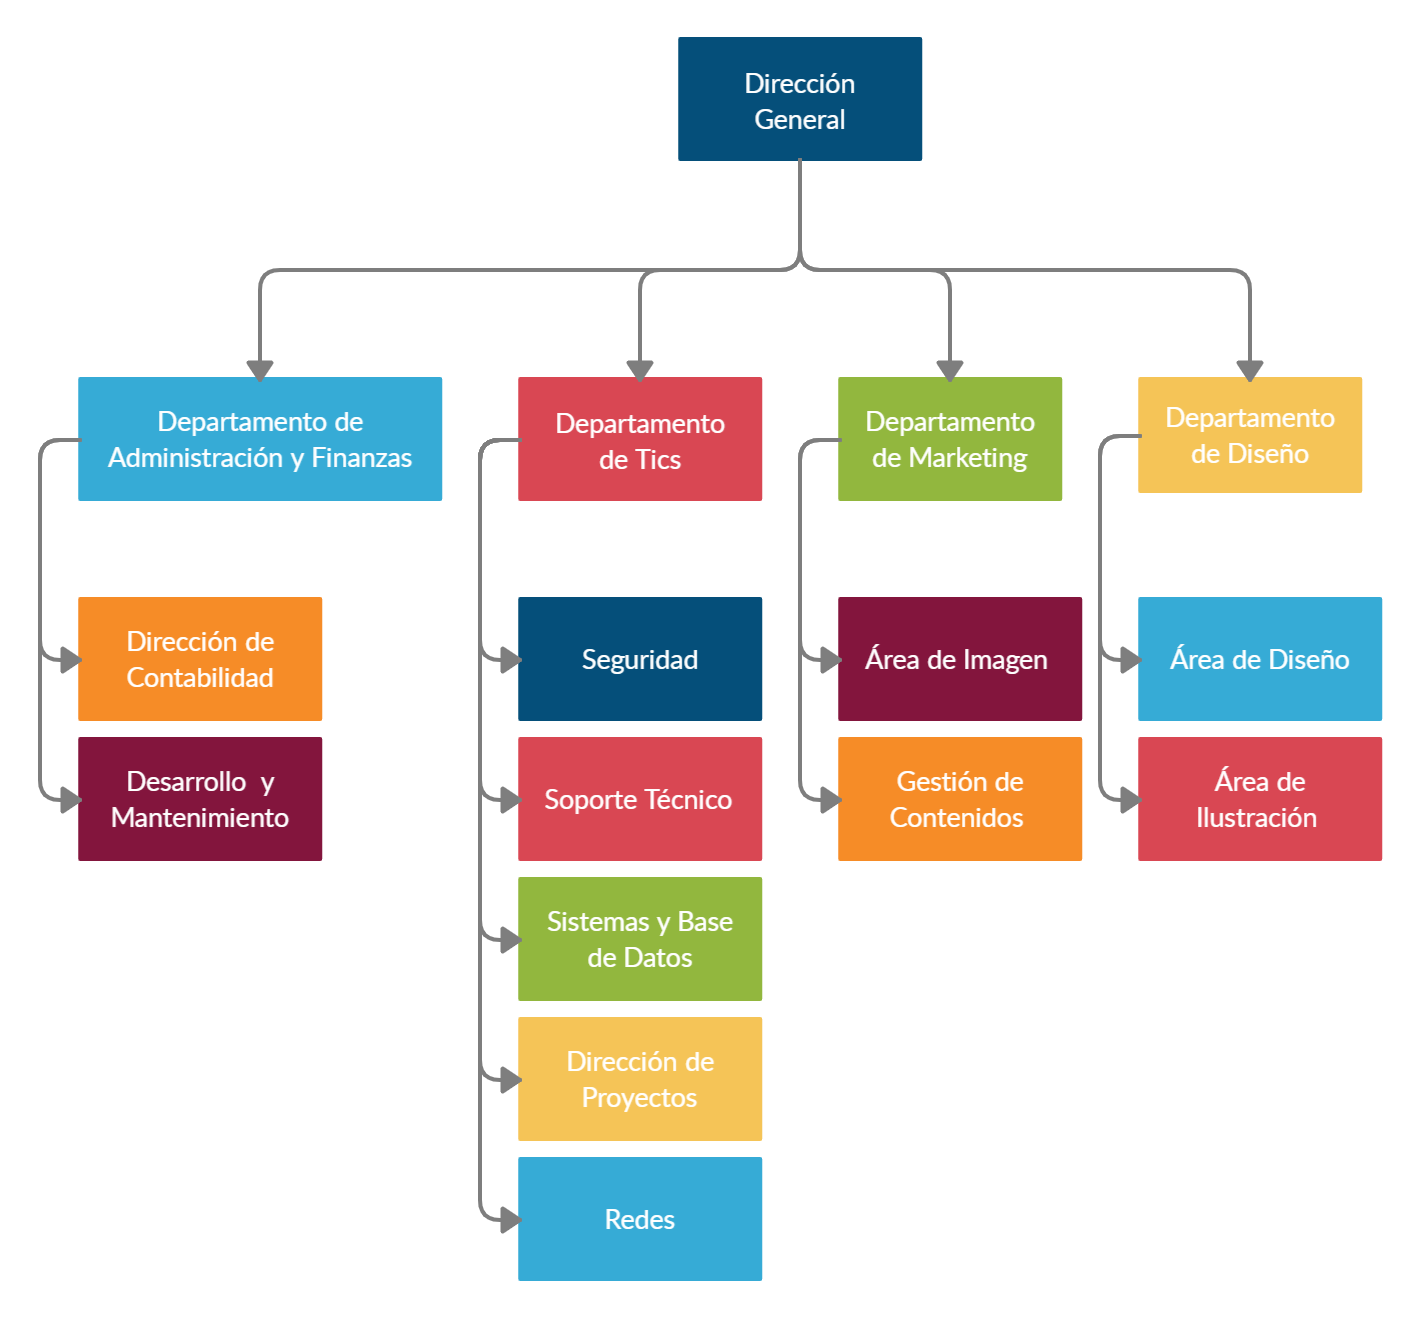 Dirección
General
Departamento de
Administración y Finanzas
Departamento
de Tics
Departamento
de Marketing
Departamento
de Diseño
Dirección de
Contabilidad
Desarrollo y
Mantenimiento
Seguridad
Soporte Técnico
Sistemas y Base
de Datos
Dirección de
Proyectos
Redes
Área de Imagen
Gestión de
Contenidos
Área de Diseño
Área de
Ilustración